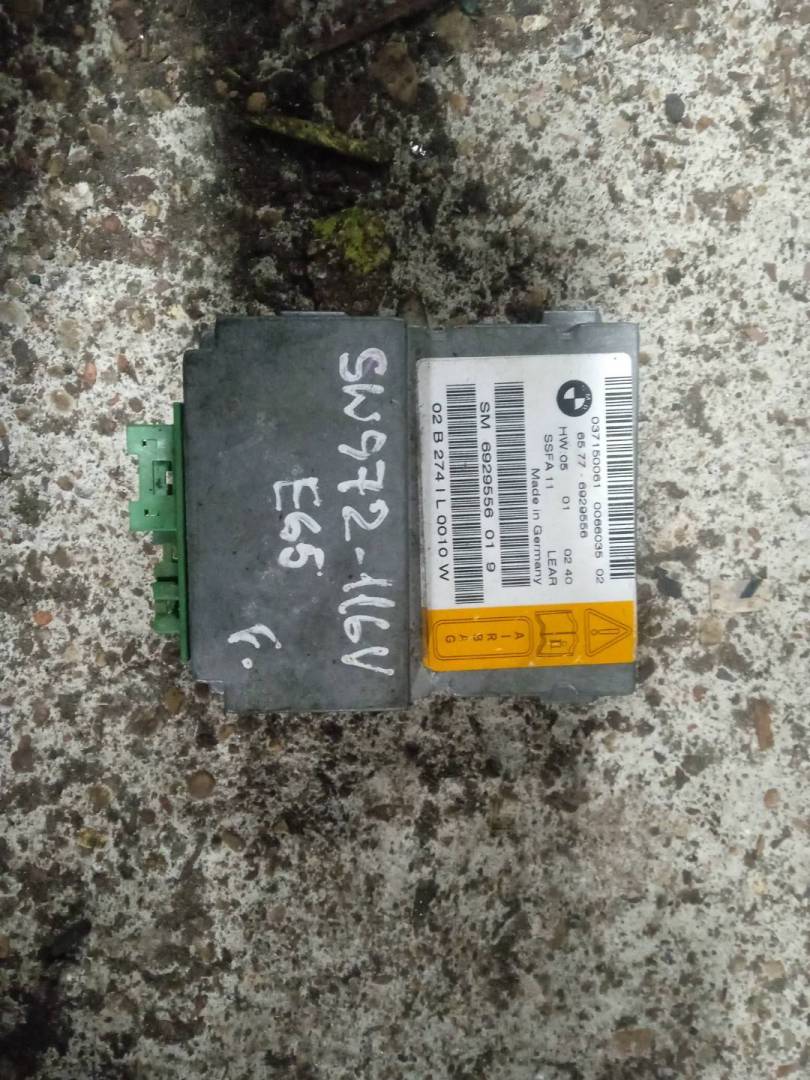 037150061 0066035 02
65 77 - 6929556
HW 05 01 02 40
SSFA 11 LEAR
Made in Germany
SM 6929556 01 9
02 B 274 I L 0010 W
AIRBAG
SW972-116V
E65